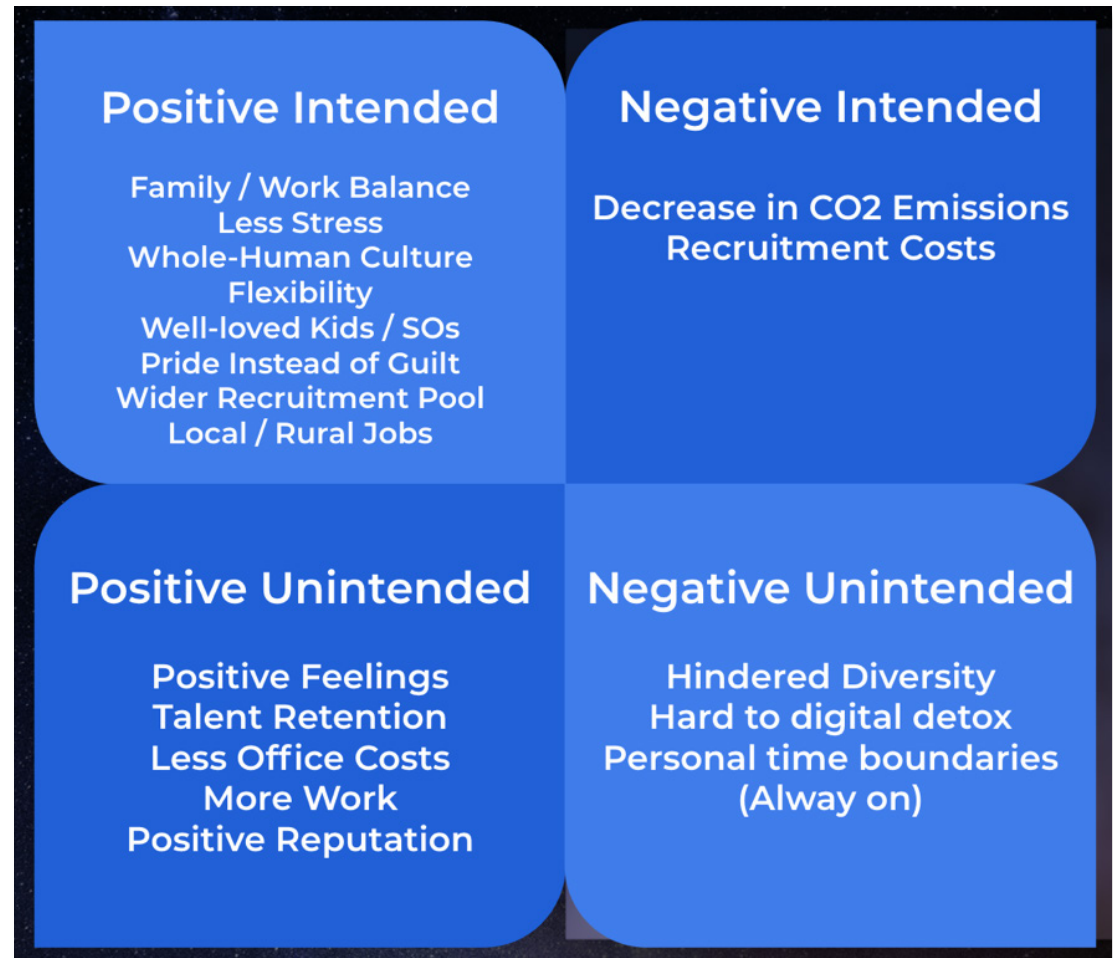 Positive Intended
Family / Work Balance
Less Stress
Whole-Human Culture
Flexibility
Well-loved Kids / SOs
Pride Instead of Guilt
Wider Recruitment Pool
Local / Rural Jobs
Negative Intended
Decrease in CO2 Emissions
Recruitment Costs
Positive Unintended
Positive Feelings
Talent Retention
Less Office Costs
More Work
Positive Reputation
Negative Unintended
Hindered Diversity
Hard to digital detox
Personal time boundaries
(Alway on)